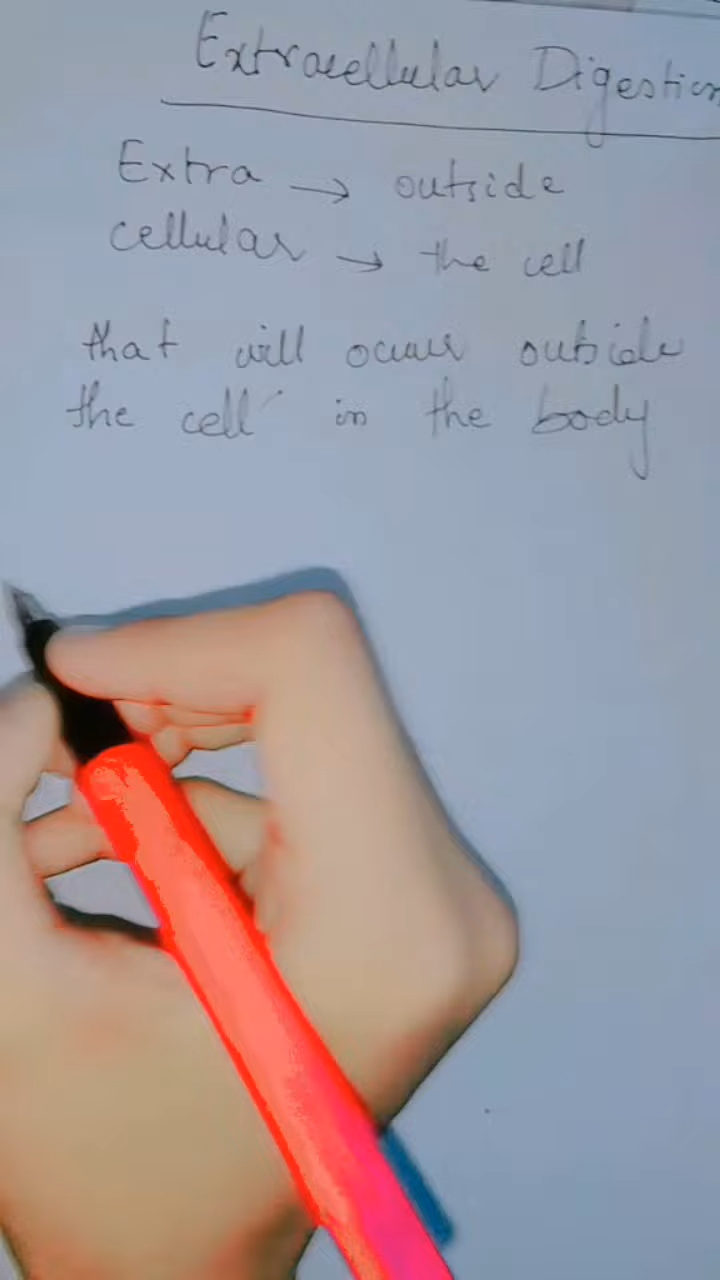 Extracellular Digestion
Extra → outside
cellular → the cell
that will occur outside
the cell in the body